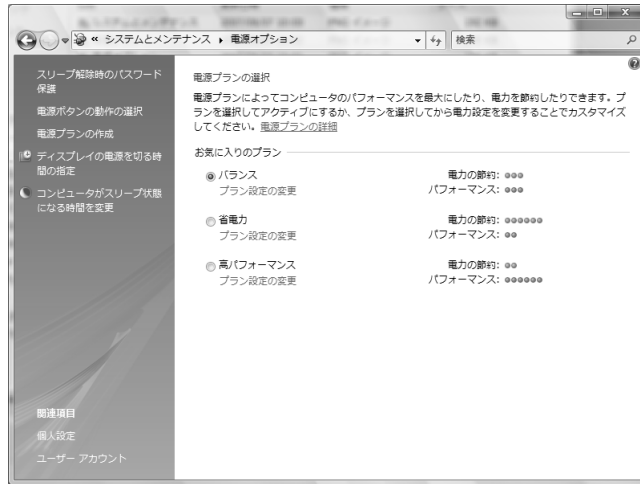 « システムとメンテナンス ▸ 電源オプション
検索
スリープ解除時のパスワード
保護
電源ボタンの動作の選択
電源プランの作成
ディスプレイの電源を切る時
間の指定
コンピュータがスリープ状態
になる時間を変更
関連項目
個人設定
ユーザー アカウント
電源プランの選択
電源プランによってコンピュータのパフォーマンスを最大にしたり、電力を節約したりできます。プ
ランを選択してアクティブにするか、プランを選択してから電力設定を変更することでカスタマイズ
してください。電源プランの詳細
お気に入りのプラン
バランス 電力の節約:
プラン設定の変更 パフォーマンス:
省電力 電力の節約:
プラン設定の変更 パフォーマンス:
高パフォーマンス 電力の節約:
プラン設定の変更 パフォーマンス: